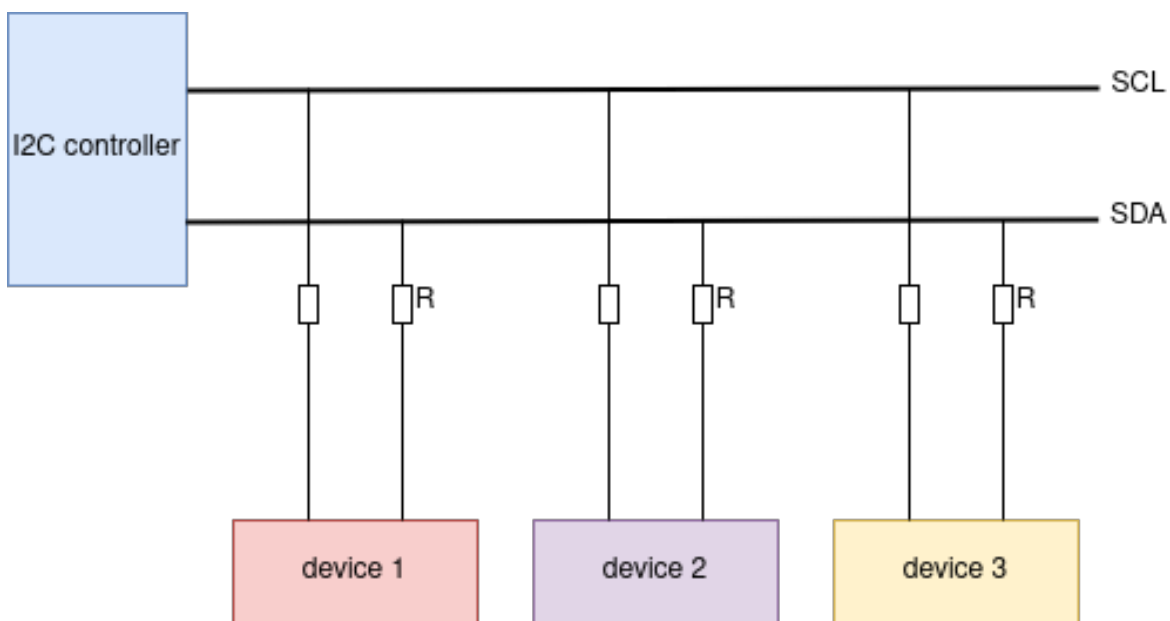 SCL
I2C controller
SDA
R
R
R
device 1
device 2
device 3